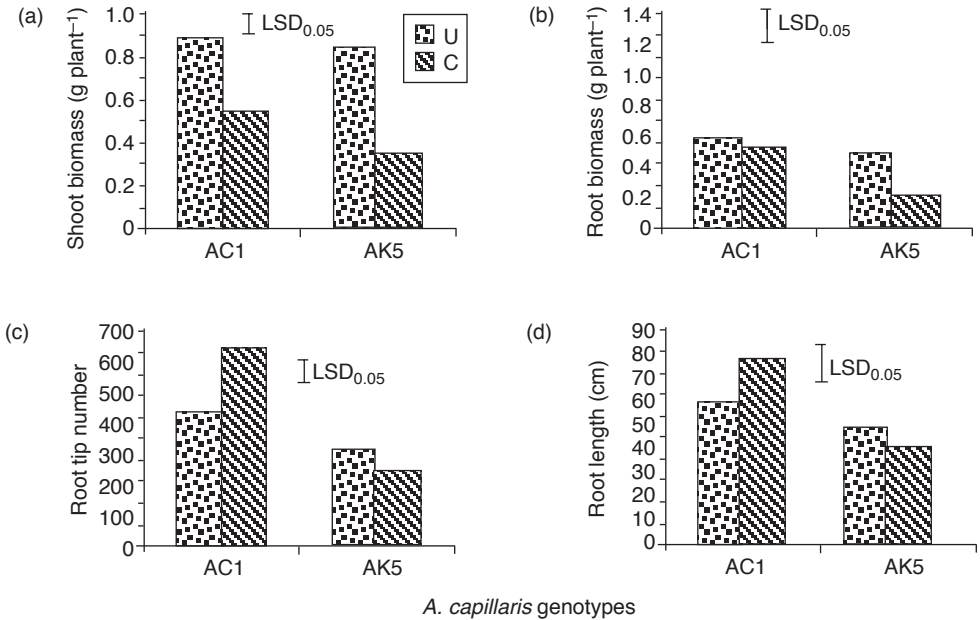 (a)
Shoot biomass (g plant⁻¹)
1.0
0.8
0.6
0.4
0.2
0
LSD0.05
U
C
AC1
AK5
(b)
Root biomass (g plant⁻¹)
1.4
1.2
1.0
0.8
0.6
0.4
1.2
0
LSD0.05
AC1
AK5
(c)
Root tip number
700
600
500
400
300
200
100
0
LSD0.05
AC1
AK5
(d)
Root length (cm)
90
80
70
60
50
40
30
20
10
0
LSD0.05
AC1
AK5
A. capillaris genotypes